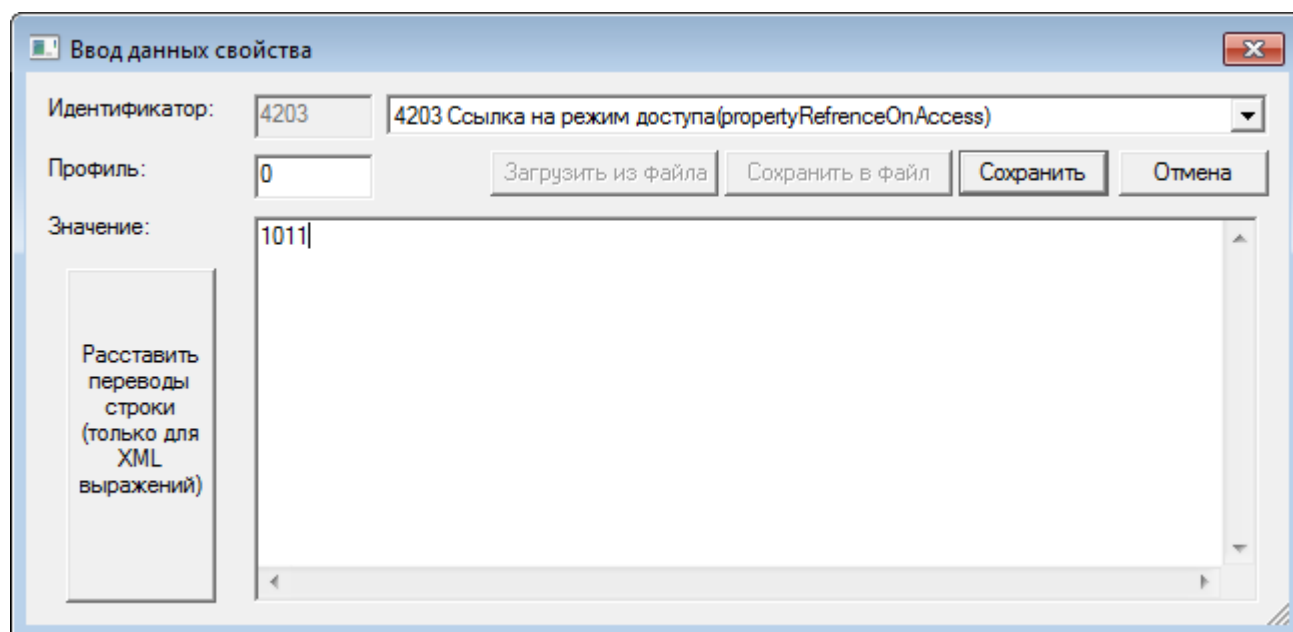 Ввод данных свойства
Идентификатор: 4203 4203 Ссылка на режим доступа(propertyRefrenceOnAccess)
Профиль: 0 Загрузить из файла Сохранить в файл Сохранить Отмена
Значение: 1011
Расставить
переводы
строки
(только для
XML
выражений)